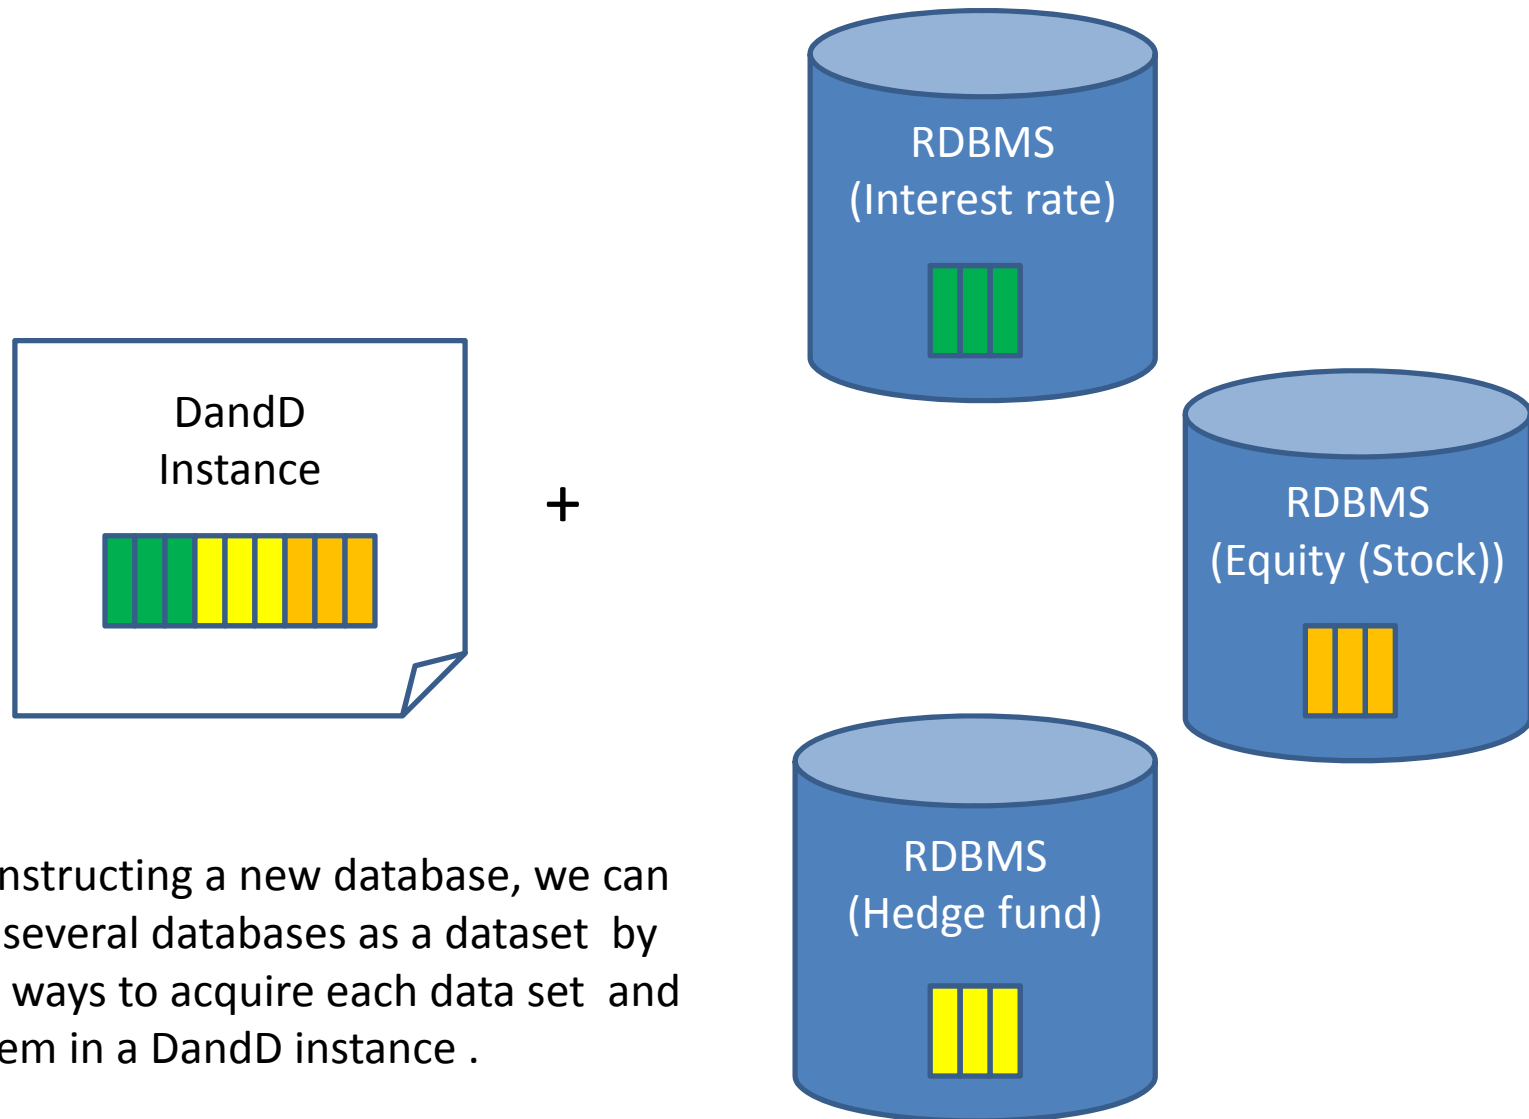 RDBMS
(Interest rate)
DandD
Instance
+
RDBMS
(Equity (Stock))
RDBMS
(Hedge fund)
nstructing a new database, we can
several databases as a dataset by
ways to acquire each data set and
em in a DandD instance .